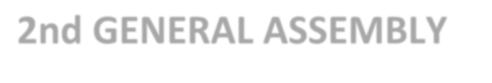 2nd GENERAL ASSEMBLY